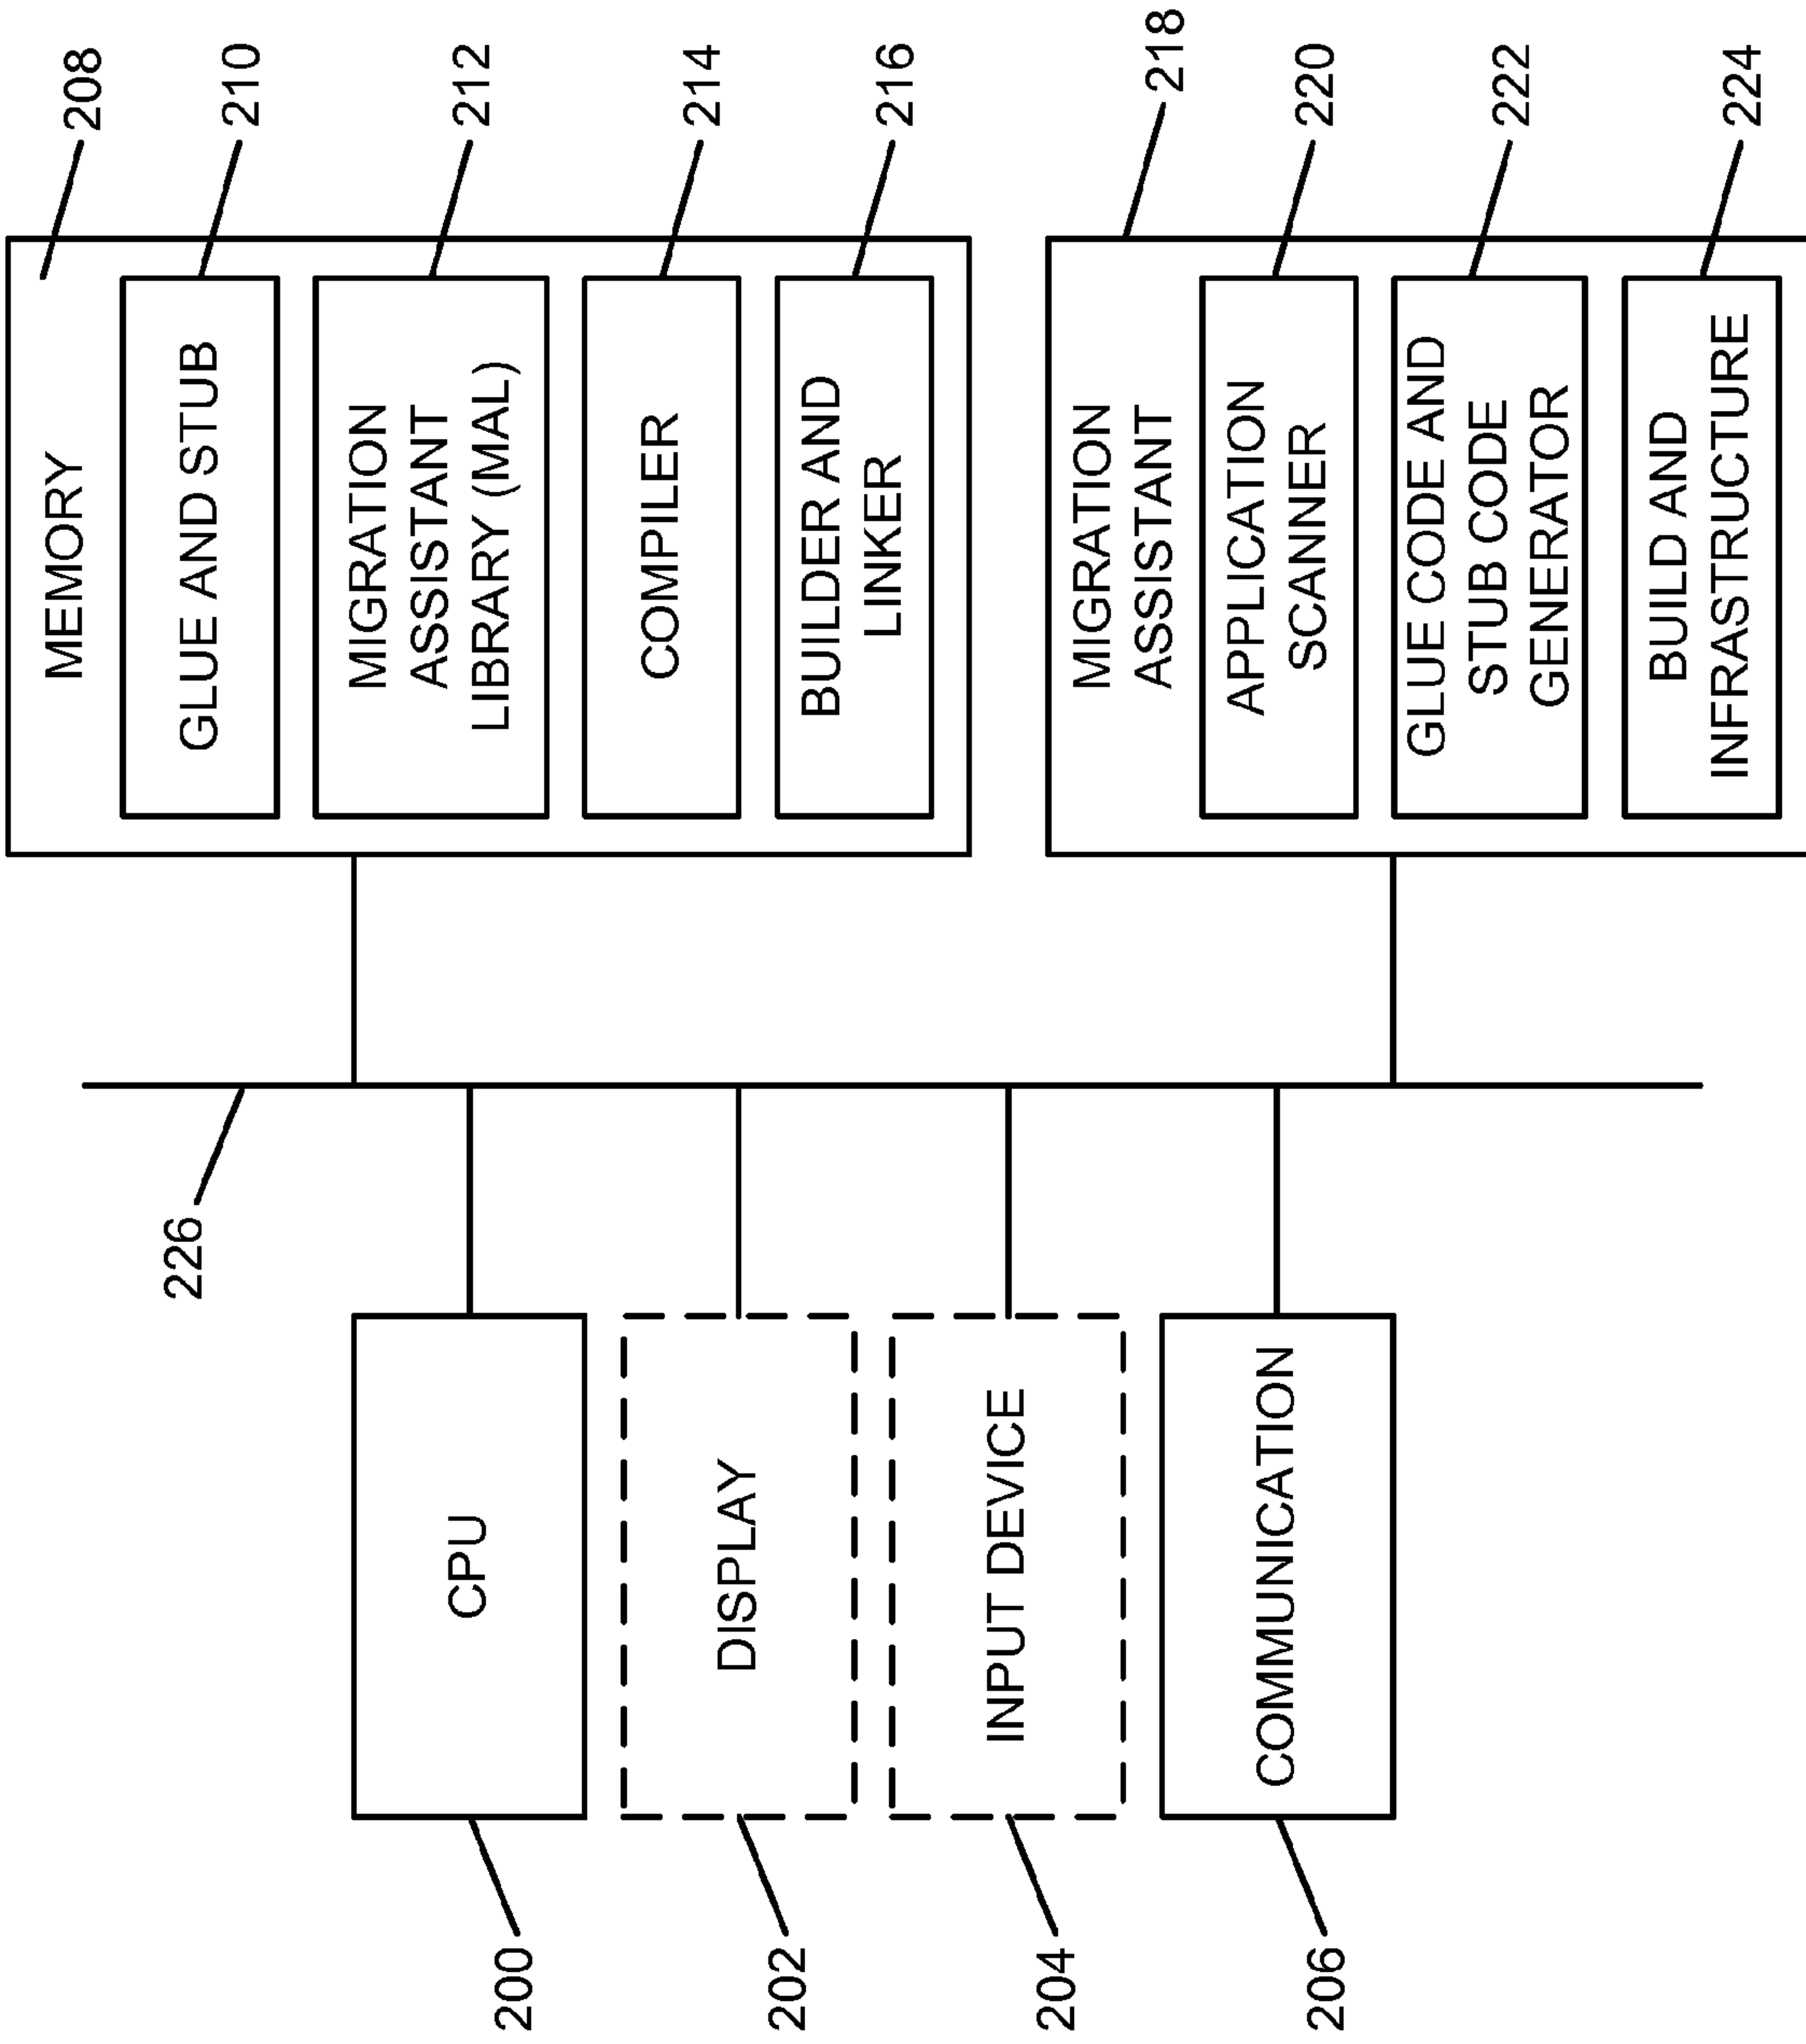 200
CPU
202
DISPLAY
204
INPUT DEVICE
206
COMMUNICATION
226
MEMORY
208
GLUE AND STUB
210
MIGRATION
ASSISTANT
LIBRARY (MAL)
212
COMPILER
214
BUILDER AND
LINKER
216
MIGRATION
ASSISTANT
218
APPLICATION
SCANNER
220
GLUE CODE AND
STUB CODE
GENERATOR
222
BUILD AND
INFRASTRUCTURE
224